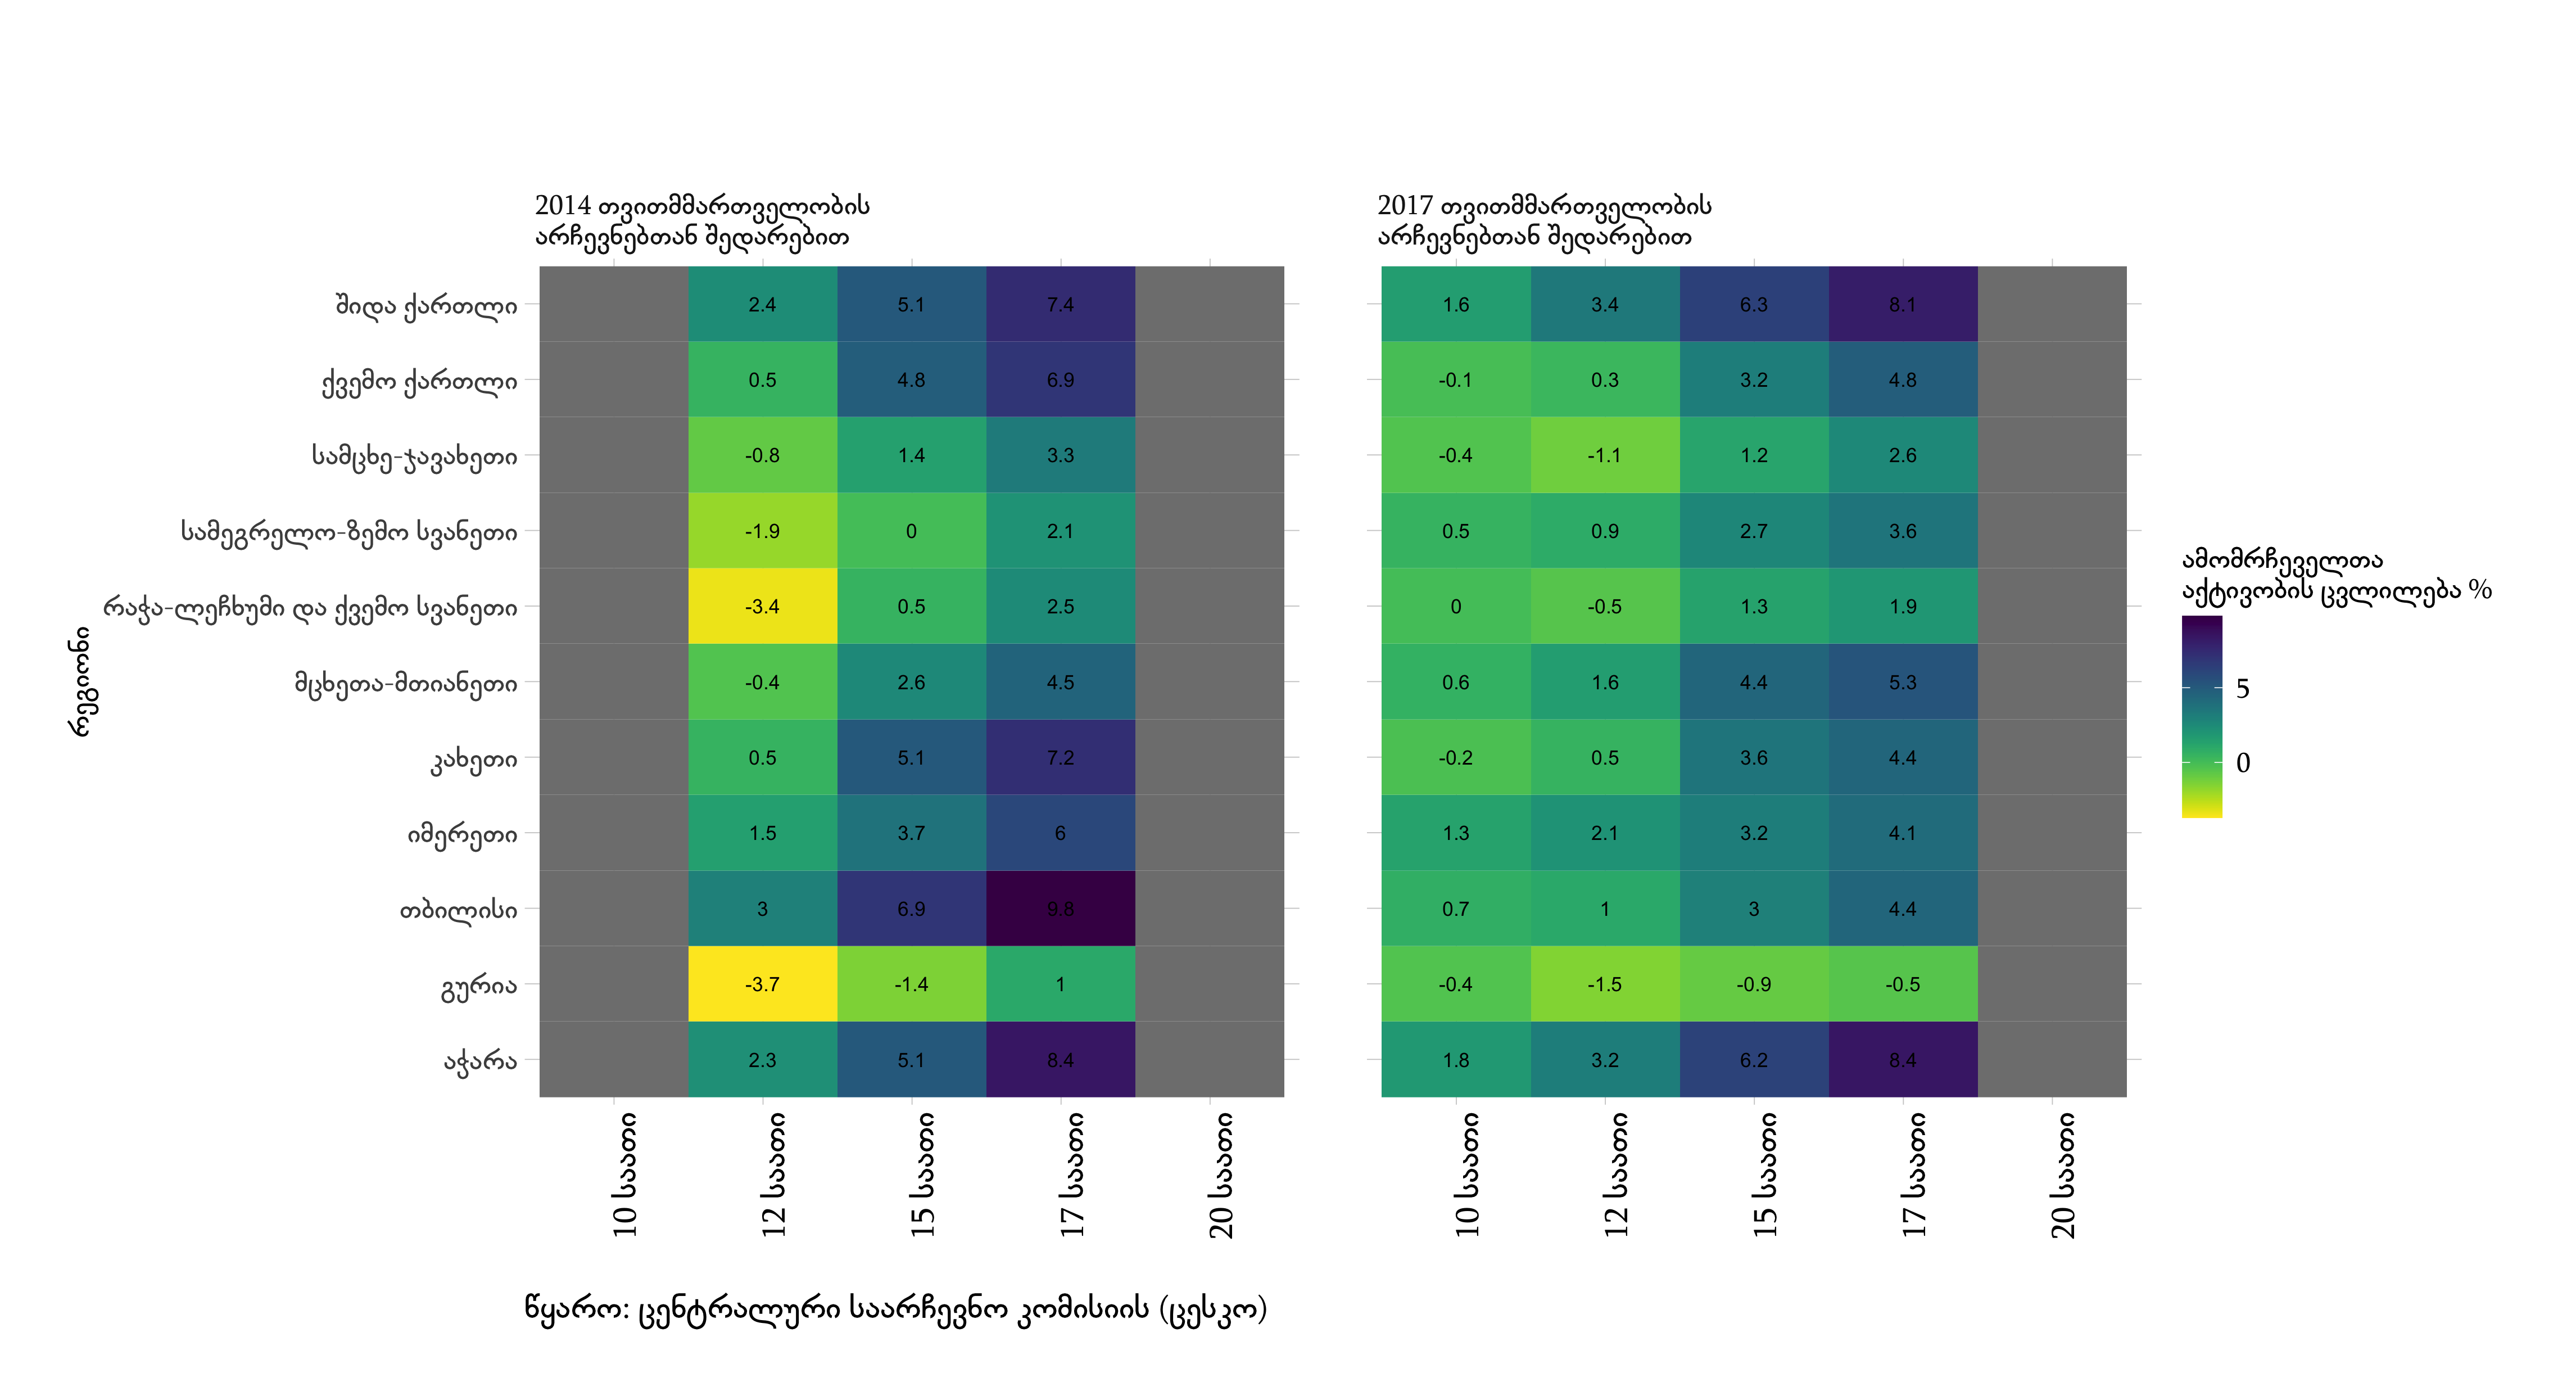 2014 თვითმმართველობის
არჩევნებთან შედარებით
2017 თვითმმართველობის
არჩევნებთან შედარებით
რეგიონი
შიდა ქართლი 2.4 5.1 7.4 1.6 3.4 6.3 8.1
ქვემო ქართლი 0.5 4.8 6.9 -0.1 0.3 3.2 4.8
სამცხე-ჯავახეთი -0.8 1.4 3.3 -0.4 -1.1 1.2 2.6
სამეგრელო-ზემო სვანეთი -1.9 0 2.1 0.5 0.9 2.7 3.6
რაჭა-ლეჩხუმი და ქვემო სვანეთი -3.4 0.5 2.5 0 -0.5 1.3 1.9
მცხეთა-მთიანეთი -0.4 2.6 4.5 0.6 1.6 4.4 5.3
კახეთი 0.5 5.1 7.2 -0.2 0.5 3.6 4.4
იმერეთი 1.5 3.7 6 1.3 2.1 3.2 4.1
თბილისი 3 6.9 9.8 0.7 1 3 4.4
გურია -3.7 -1.4 1 -0.4 -1.5 -0.9 -0.5
აჭარა 2.3 5.1 8.4 1.8 3.2 6.2 8.4
10 საათი
12 საათი
15 საათი
17 საათი
20 საათი
10 საათი
12 საათი
15 საათი
17 საათი
20 საათი
ამომრჩეველთა
აქტივობის ცვლილება %
5
0
წყარო: ცენტრალური საარჩევნო კომისიის (ცესკო)